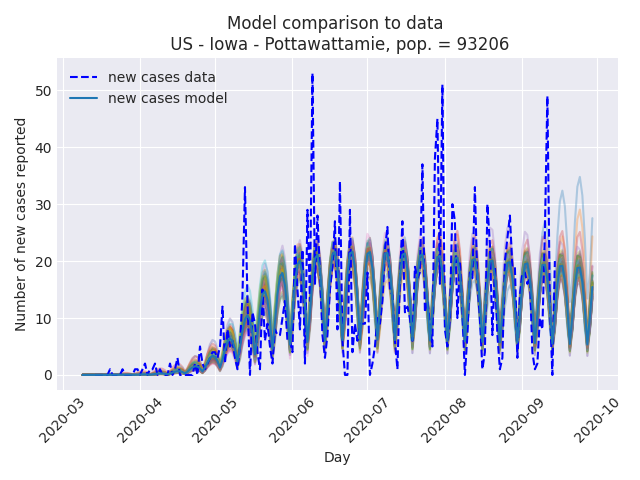 Model comparison to data
US - Iowa - Pottawattamie, pop. = 93206
new cases data
new cases model
Number of new cases reported
50
40
30
20
10
0
2020-03
2020-04
2020-05
2020-06
2020-07
2020-08
2020-09
2020-10
Day